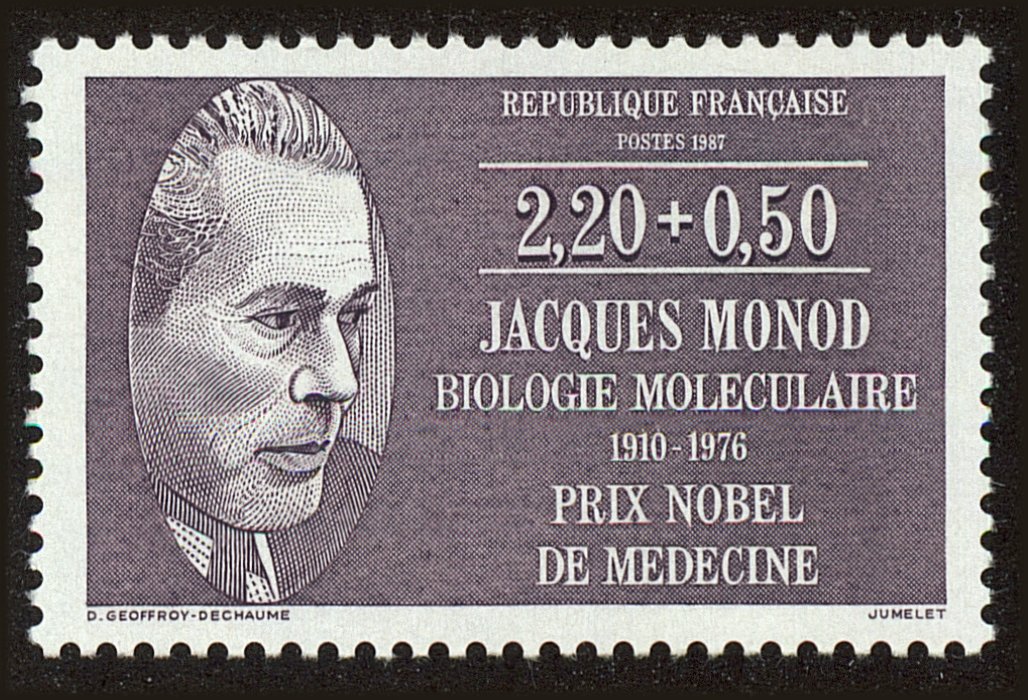 REPUBLIQUE FRANÇAISE
POSTES 1987
2,20 + 0,50
JACQUES MONOD
BIOLOGIE MOLECULAIRE
1910 - 1976
PRIX NOBEL
DE MEDECINE
D. GEOFFROY-DECHAUME
JUMELET